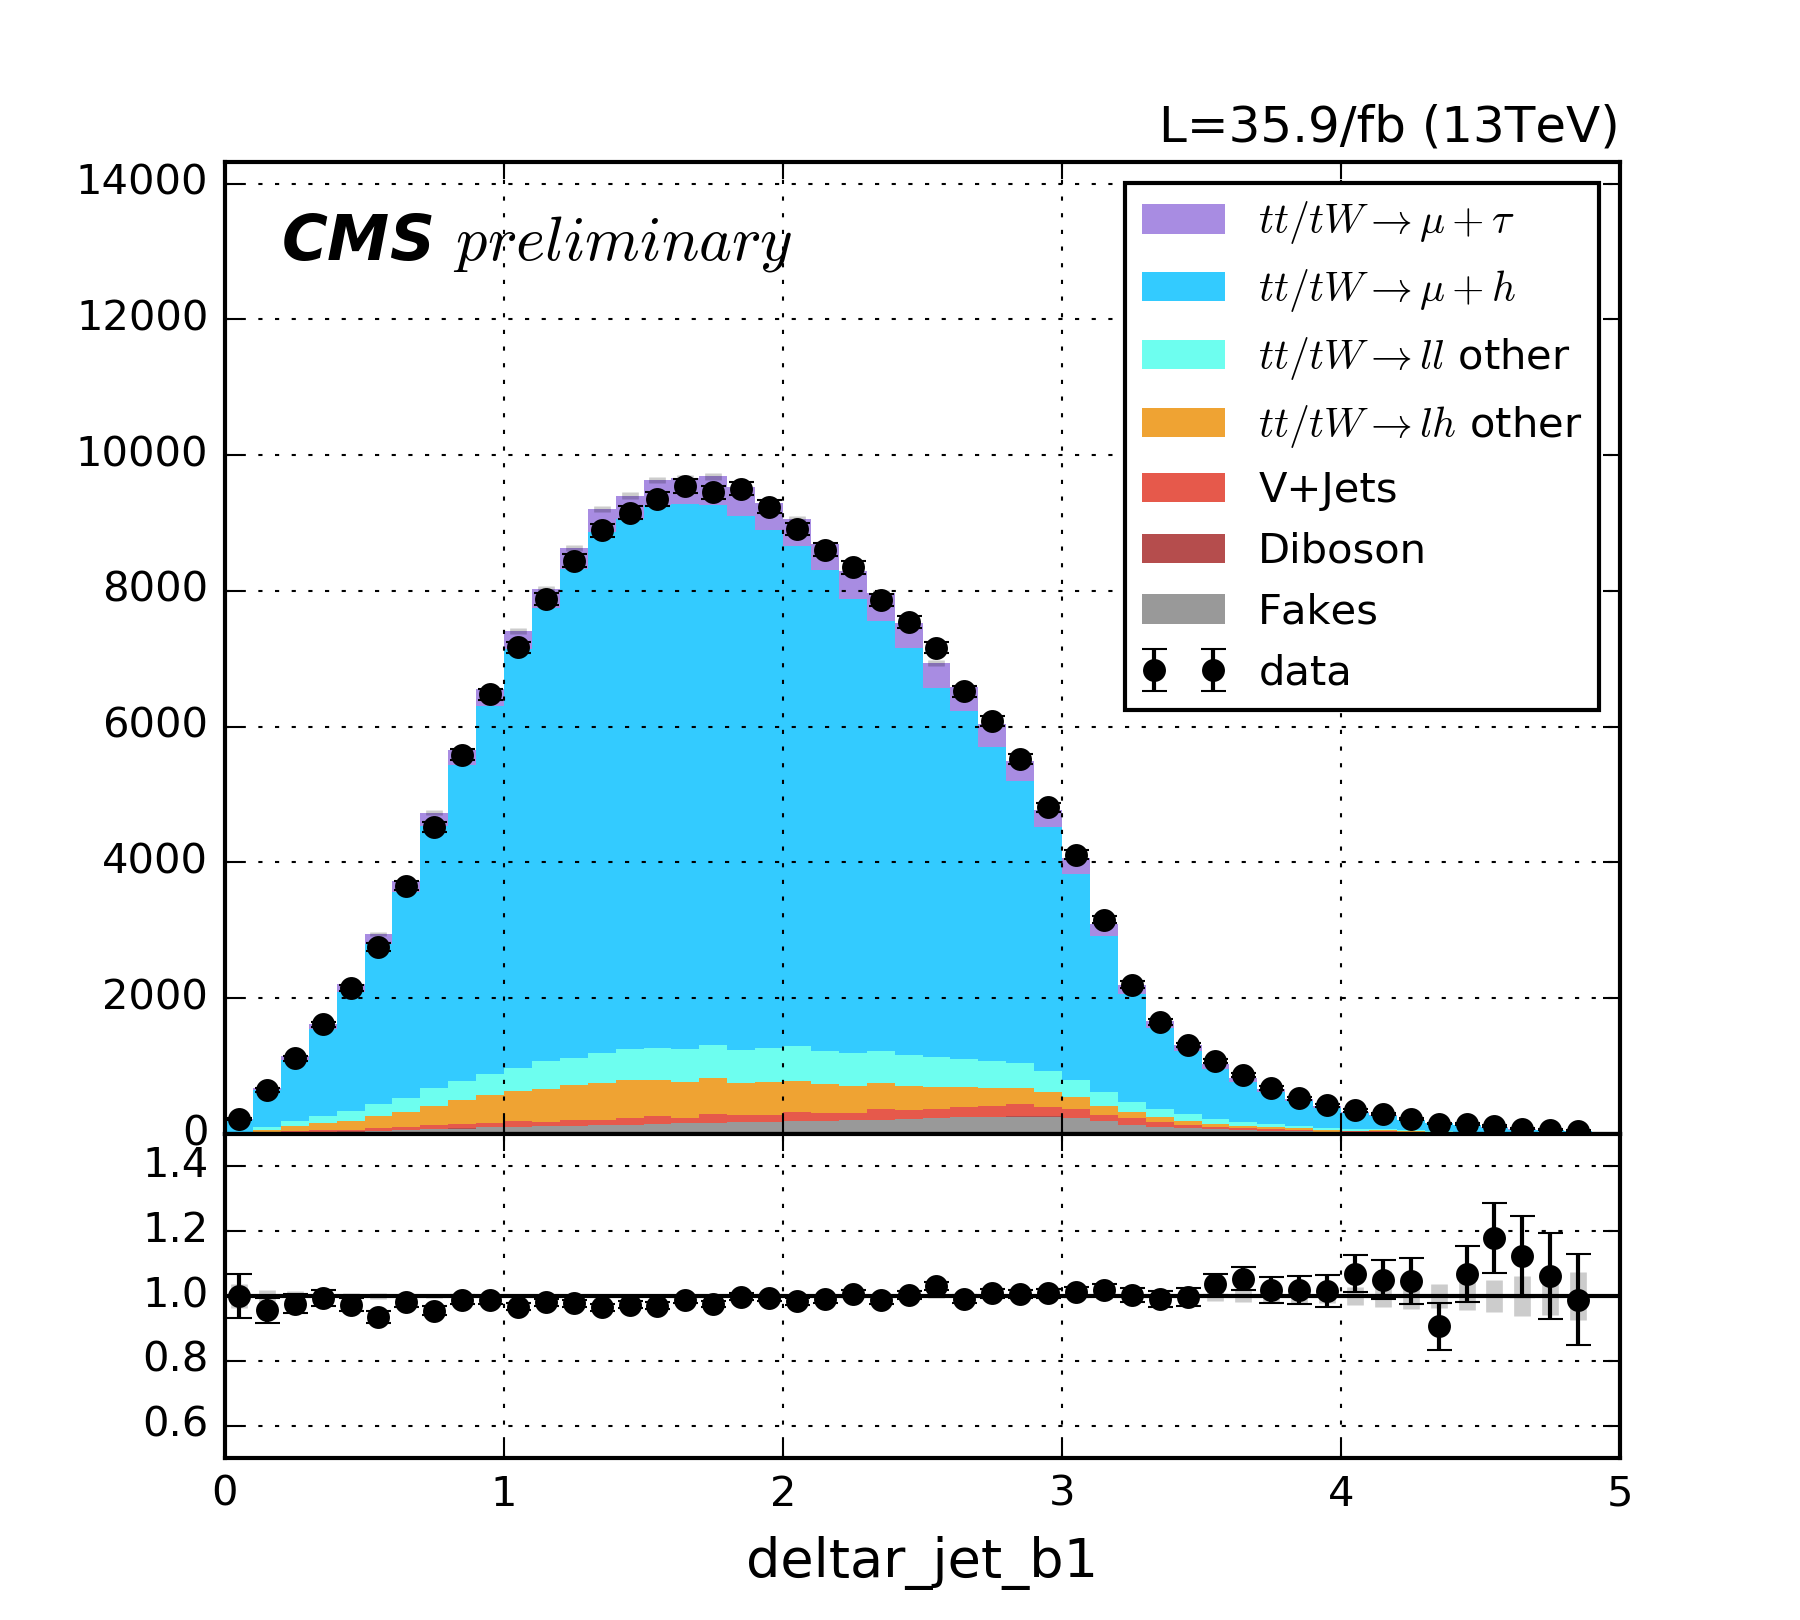 L=35.9/fb (13TeV)
14000
CMS preliminary
12000
10000
8000
6000
4000
2000
0
tt/tW→μ+τ
tt/tW→μ+h
tt/tW→ll other
tt/tW→lh other
V+Jets
Diboson
Fakes
data
1.4
1.2
1.0
0.8
0.6
0 1 2 3 4 5
deltar_jet_b1